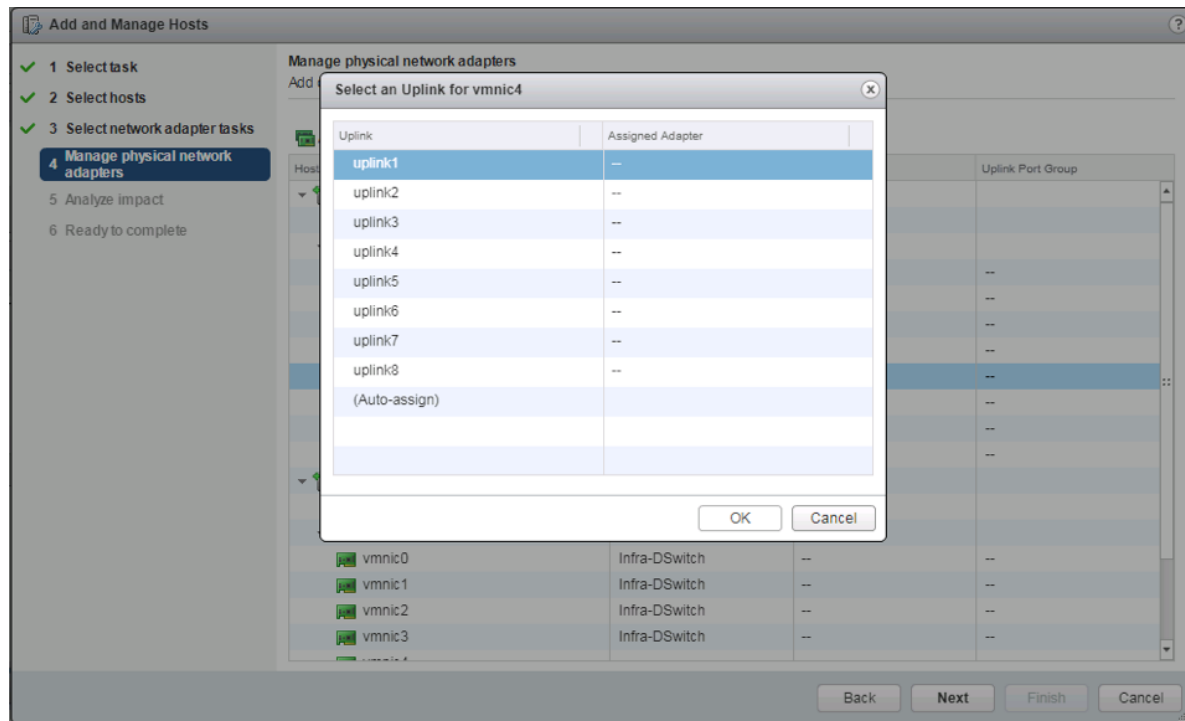 Add and Manage Hosts
?
1 Select task
2 Select hosts
3 Select network adapter tasks
4 Manage physical network adapters
5 Analyze impact
6 Ready to complete
Manage physical network adapters
Add
Select an Uplink for vmnic4
x
Uplink Assigned Adapter
uplink1 --
uplink2 --
uplink3 --
uplink4 --
uplink5 --
uplink6 --
uplink7 --
uplink8 --
(Auto-assign)
OK Cancel
Uplink Port Group
--
--
--
--
--
--
--
--
vmnic0 Infra-DSwitch -- --
vmnic1 Infra-DSwitch -- --
vmnic2 Infra-DSwitch -- --
vmnic3 Infra-DSwitch -- --
Back Next Finish Cancel